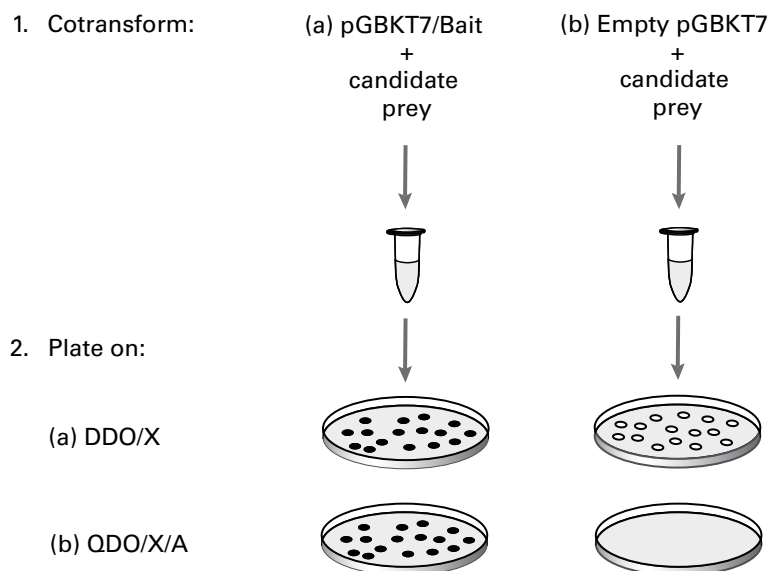 1. Cotransform:
(a) pGBKT7/Bait
+
candidate
prey
(b) Empty pGBKT7
+
candidate
prey
2. Plate on:
(a) DDO/X
(b) QDO/X/A